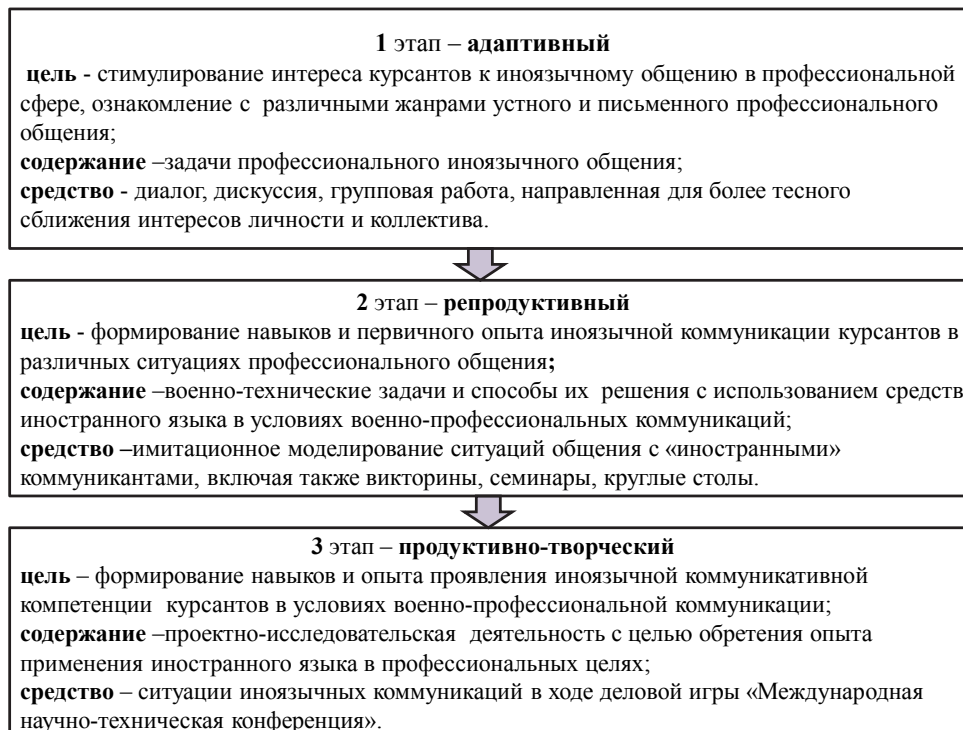 1 этап – адаптивный
цель - стимулирование интереса курсантов к иноязычному общению в профессиональной
сфере, ознакомление с различными жанрами устного и письменного профессионального
общения;
содержание –задачи профессионального иноязычного общения;
средство - диалог, дискуссия, групповая работа, направленная для более тесного
сближения интересов личности и коллектива.
2 этап – репродуктивный
цель - формирование навыков и первичного опыта иноязычной коммуникации курсантов в
различных ситуациях профессионального общения;
содержание –военно-технические задачи и способы их решения с использованием средств
иностранного языка в условиях военно-профессиональных коммуникаций;
средство –имитационное моделирование ситуаций общения с «иностранными»
коммуникантами, включая также викторины, семинары, круглые столы.
3 этап – продуктивно-творческий
цель – формирование навыков и опыта проявления иноязычной коммуникативной
компетенции курсантов в условиях военно-профессиональной коммуникации;
содержание –проектно-исследовательская деятельность с целью обретения опыта
применения иностранного языка в профессиональных целях;
средство – ситуации иноязычных коммуникаций в ходе деловой игры «Международная
научно-техническая конференция».